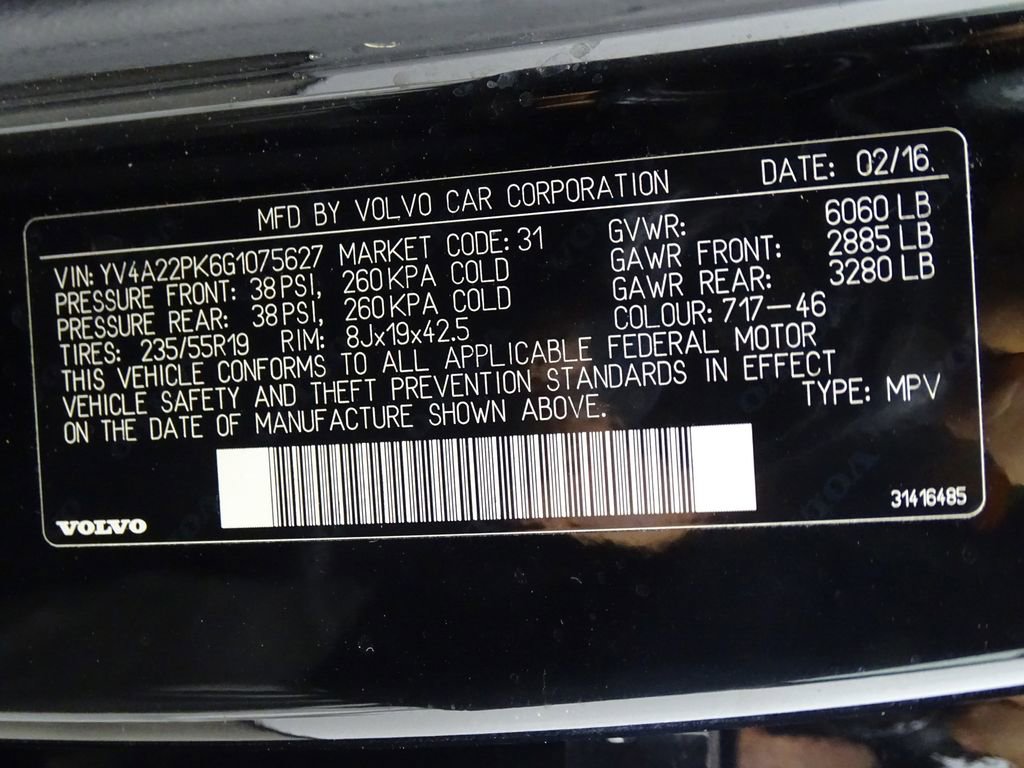 MFD BY VOLVO CAR CORPORATION DATE: 02/16
VIN: YV4A22PK6G1075627 MARKET CODE: 31 GVWR: 6060 LB
PRESSURE FRONT: 38 PSI, 260 KPA COLD GAWR FRONT: 2885 LB
PRESSURE REAR: 38 PSI, 260 KPA COLD GAWR REAR: 3280 LB
TIRES: 235/55R19 RIM: 8Jx19x42.5 COLOUR: 717-46
THIS VEHICLE CONFORMS TO ALL APPLICABLE FEDERAL MOTOR
VEHICLE SAFETY AND THEFT PREVENTION STANDARDS IN EFFECT
ON THE DATE OF MANUFACTURE SHOWN ABOVE. TYPE: MPV
VOLVO 31416485